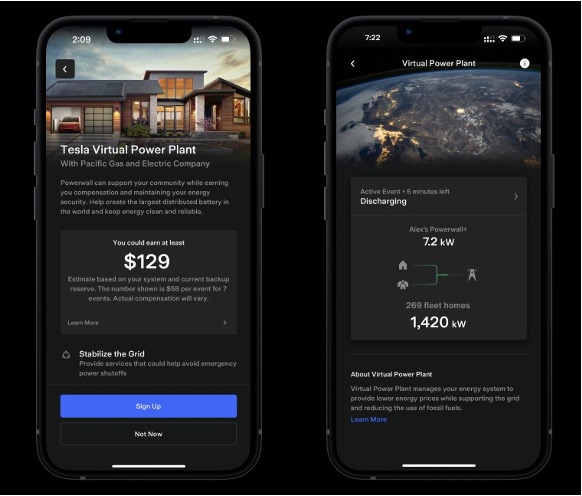 2:09
Tesla Virtual Power Plant
With Pacific Gas and Electric Company
Powerwall can support your community while earning
you compensation and maintaining your energy
security. Help create the largest distributed battery in
the world and keep energy clean and reliable.
You could earn at least
$129
Estimate based on your system and current backup
reserve. The number shown is $58 per event for 7
events. Actual compensation will vary.
Learn More
Stabilize the Grid
Provide services that could help avoid emergency
power shutoffs
Sign Up
Not Now
7:22
Virtual Power Plant
Active Event • 5 minutes left
Discharging
Alex's Powerwall+
7.2 kW
269 fleet homes
1,420 kW
About Virtual Power Plant
Virtual Power Plant manages your energy system to
provide lower energy prices while supporting the grid
and reducing the use of fossil fuels.
Learn More